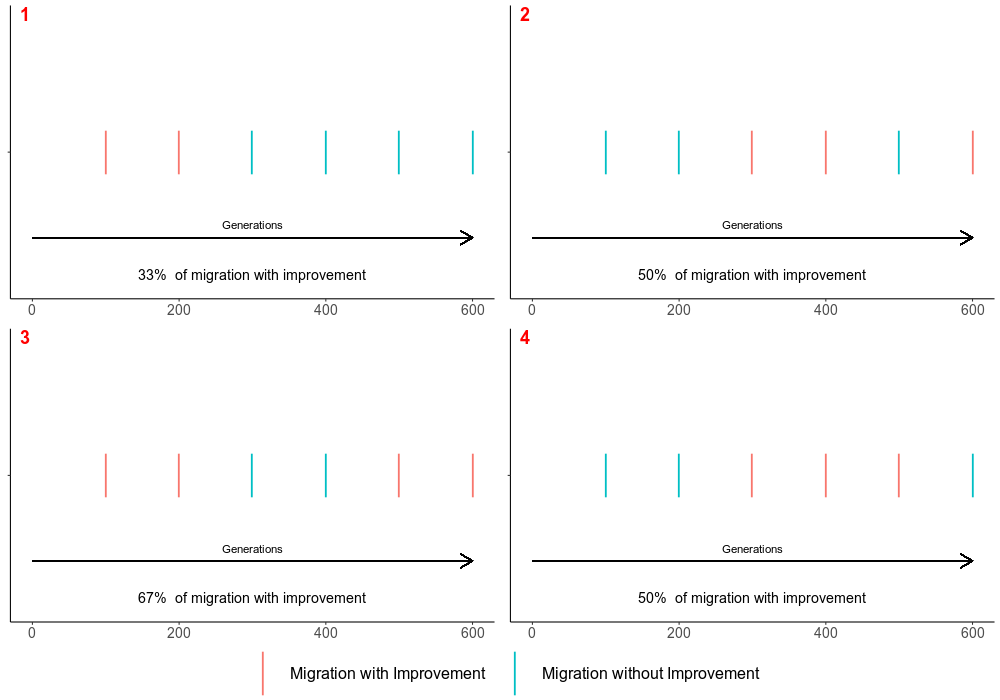 1
Generations
33% of migration with improvement
0 200 400 600
2
Generations
50% of migration with improvement
0 200 400 600
3
Generations
67% of migration with improvement
0 200 400 600
4
Generations
50% of migration with improvement
0 200 400 600
Migration with Improvement Migration without Improvement